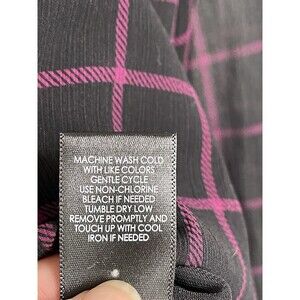 MACHINE WASH COLD
WITH LIKE COLORS
GENTLE CYCLE -
USE NON-CHLORINE
BLEACH IF NEEDED
TUMBLE DRY LOW
REMOVE PROMPTLY AND
TOUCH UP WITH COOL
IRON IF NEEDED